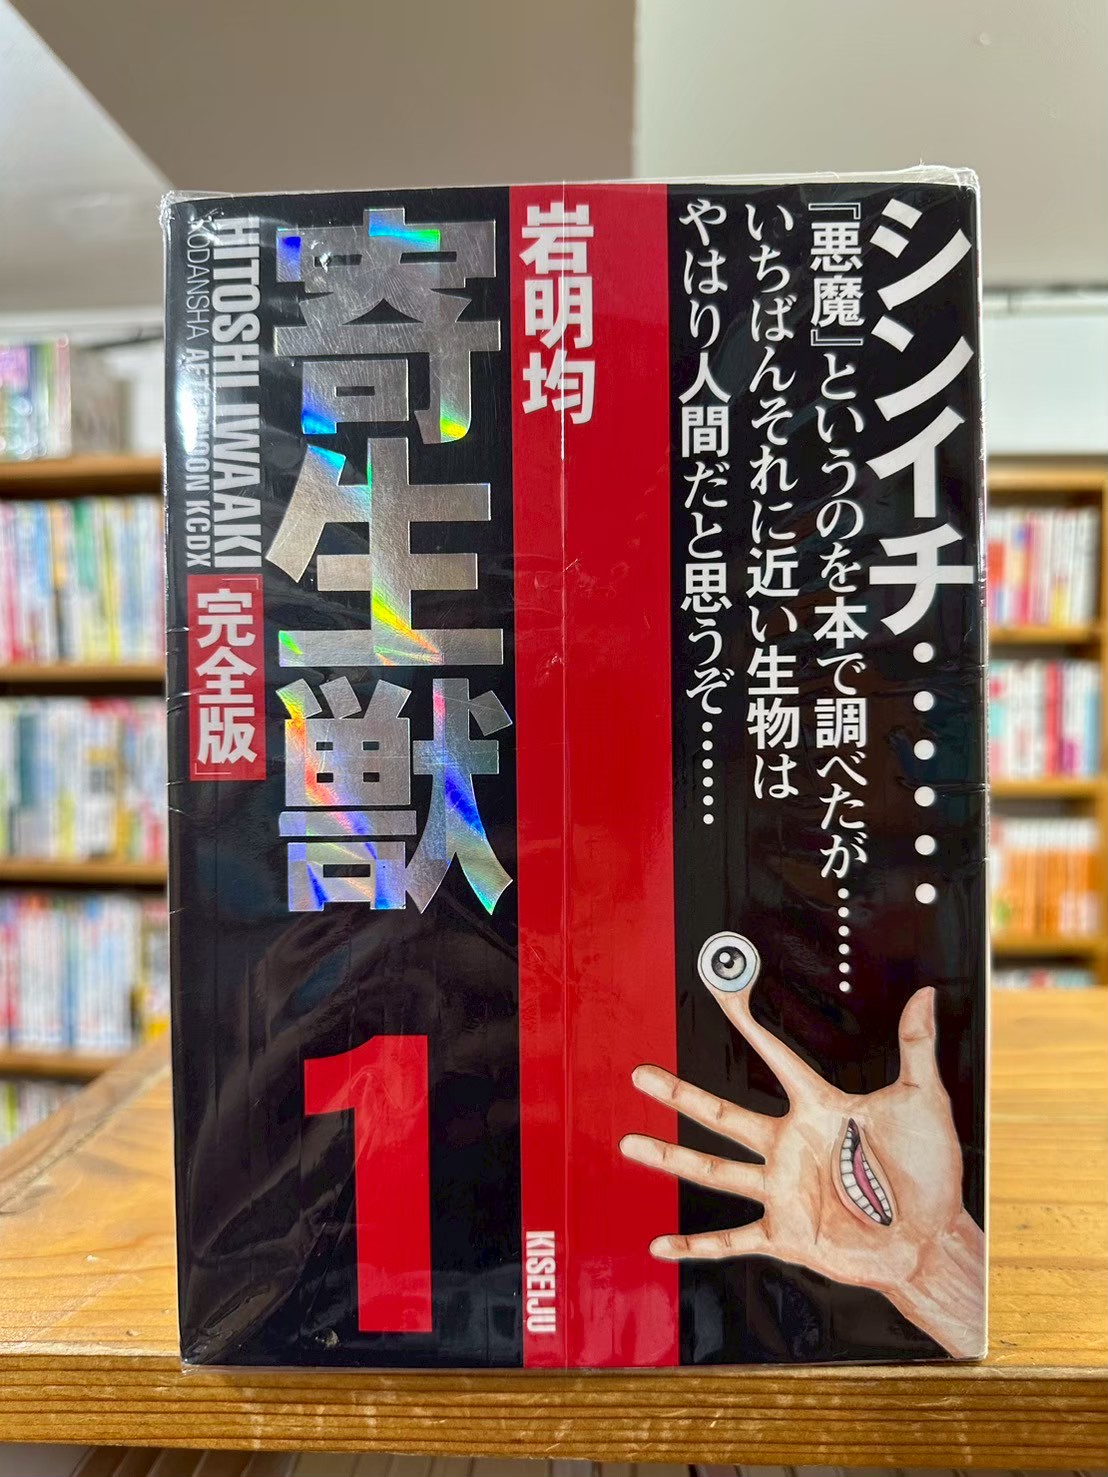 シンイチ……
『悪魔』というのを本で調べたが……
いちばんそれに近い生物は
やはり人間だと思うぞ……
岩明均
KISEIJU
寄生獣
1
HITOSHI IWAAKI
KODANSHA AFTERNOON KCDX
「完全版」